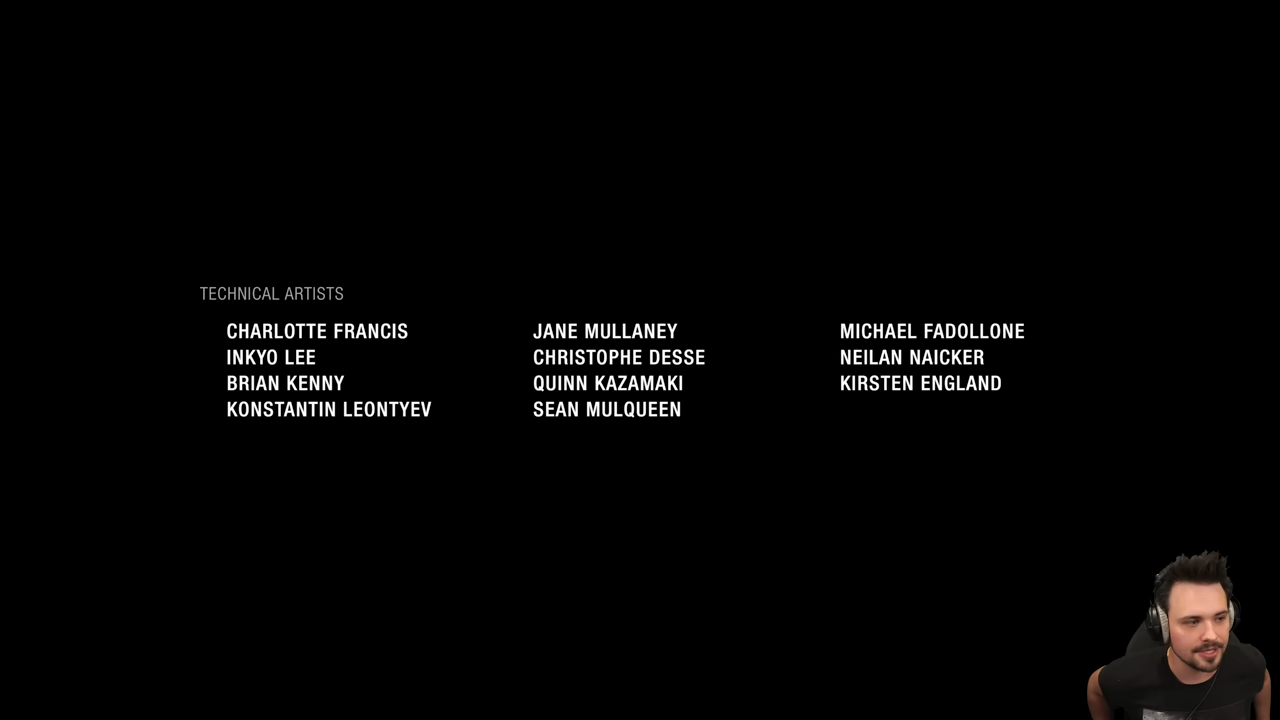 TECHNICAL ARTISTS
CHARLOTTE FRANCIS
INKYO LEE
BRIAN KENNY
KONSTANTIN LEONTYEV
JANE MULLANEY
CHRISTOPHE DESSE
QUINN KAZAMAKI
SEAN MULQUEEN
MICHAEL FADOLLONE
NEILAN NAICKER
KIRSTEN ENGLAND